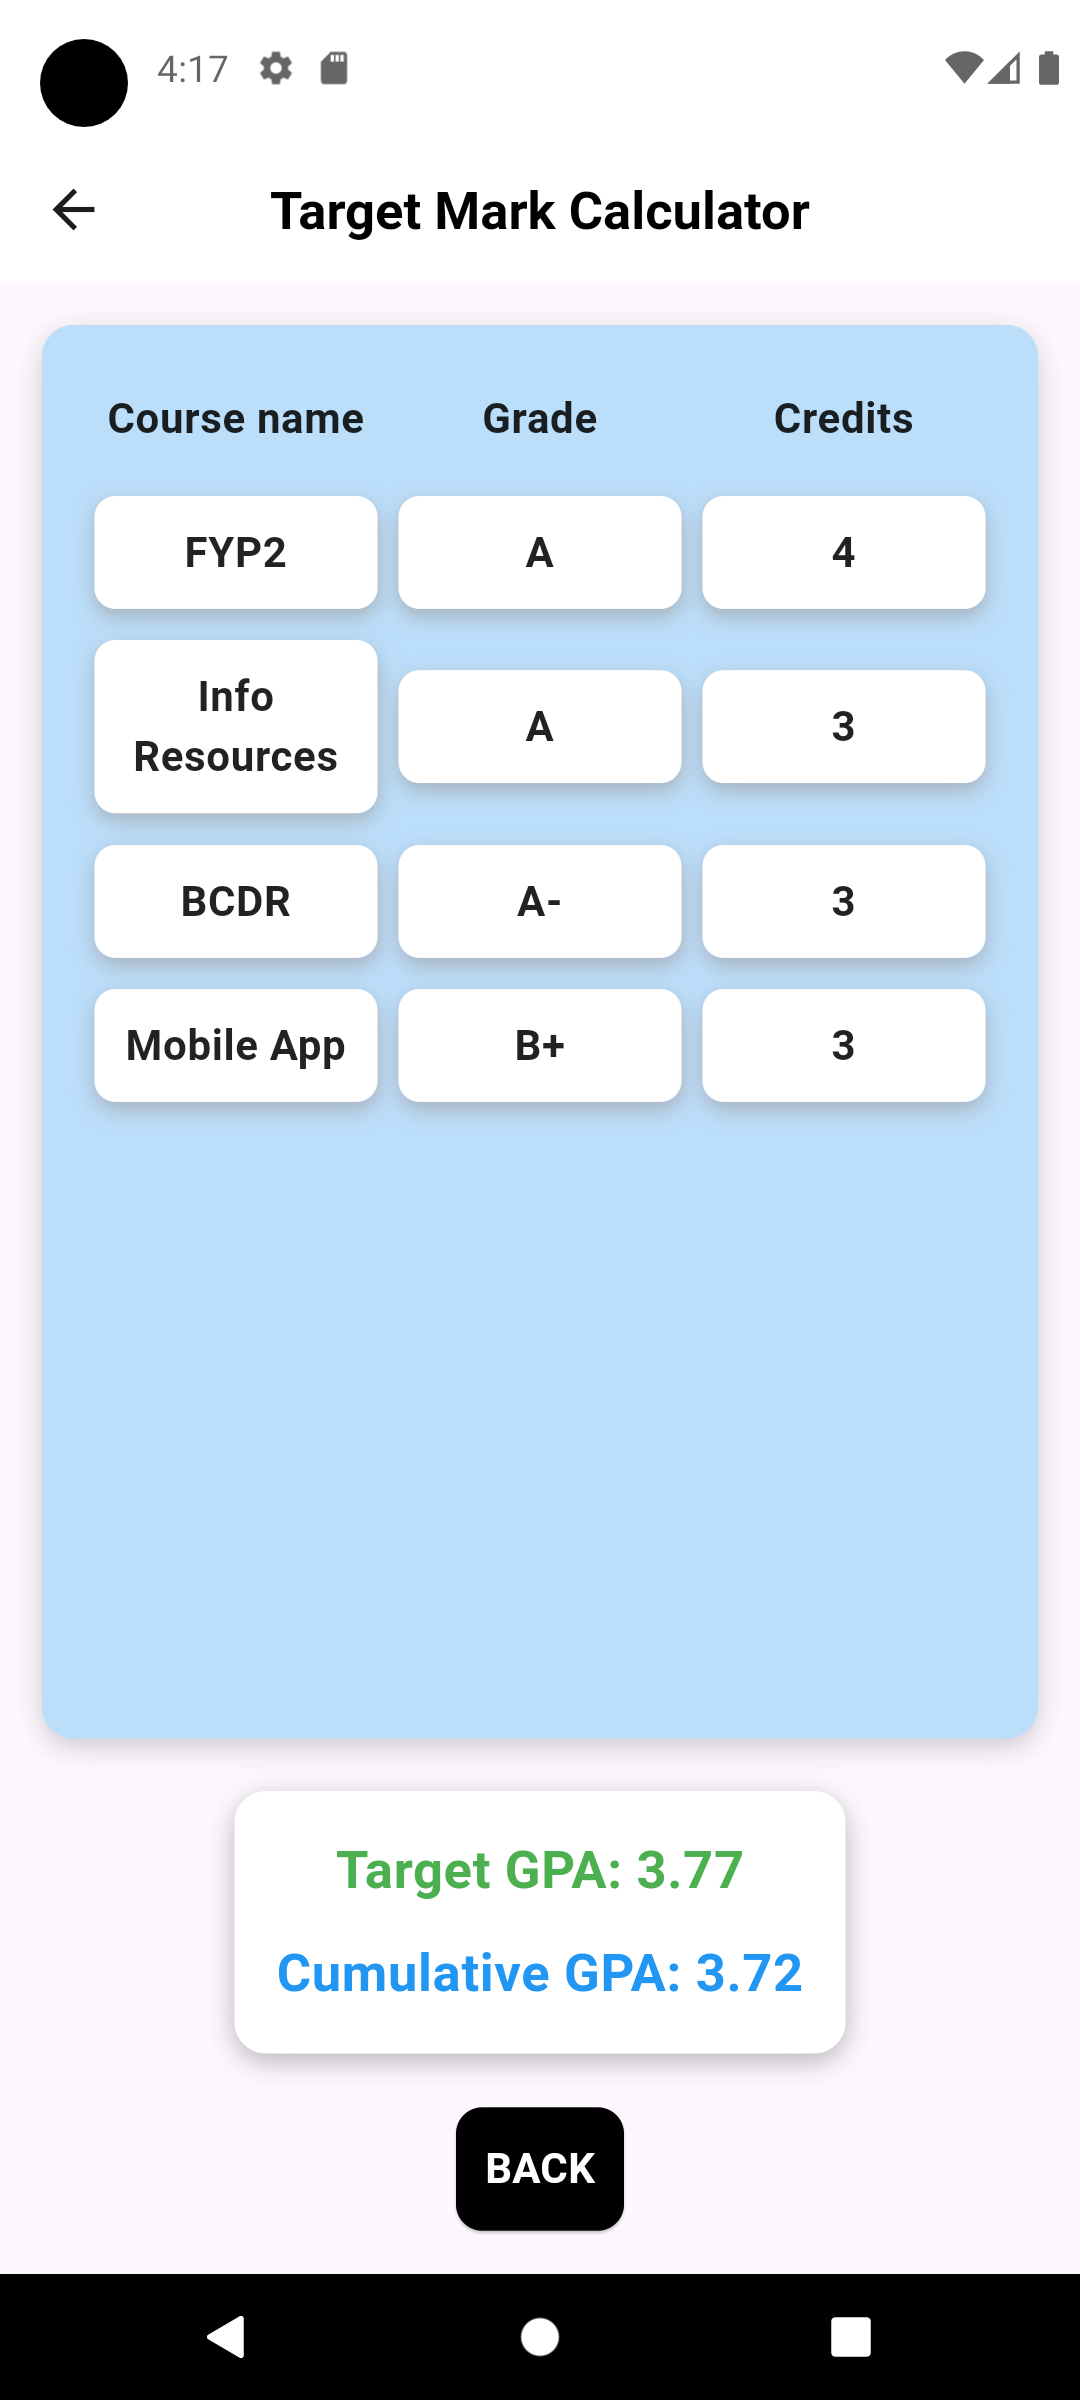 4:17
Target Mark Calculator
Course name Grade Credits
FYP2 A 4
Info
Resources A 3
BCDR A- 3
Mobile App B+ 3
Target GPA: 3.77
Cumulative GPA: 3.72
BACK